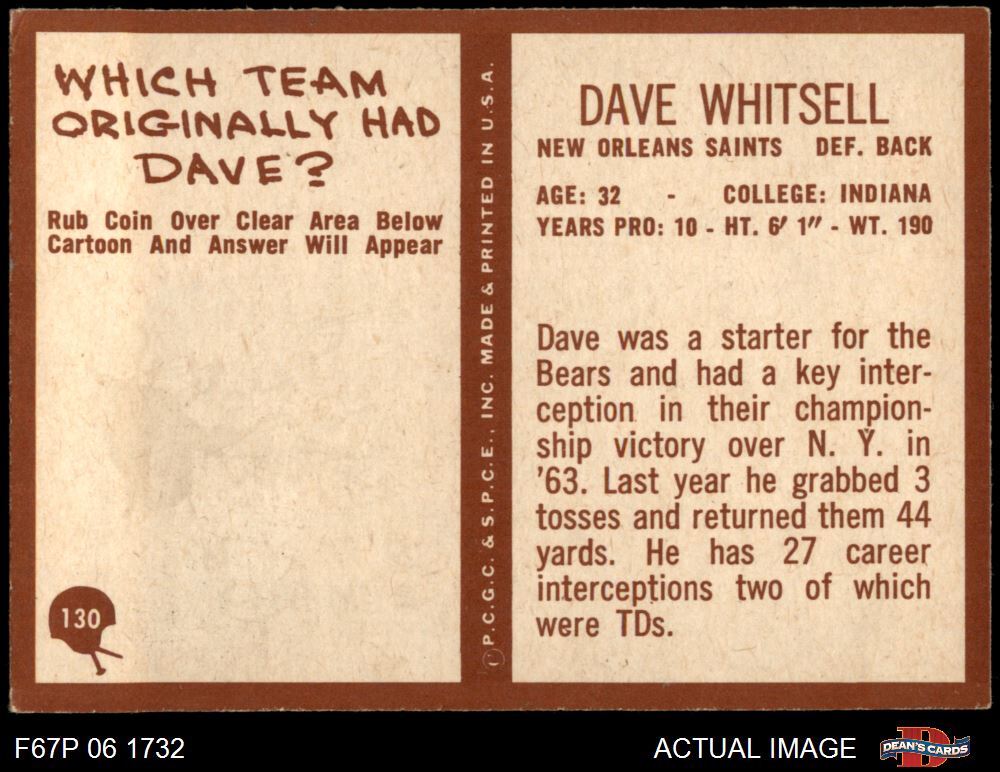 WHICH TEAM
ORIGINALLY HAD
DAVE?
Rub Coin Over Clear Area Below
Cartoon And Answer Will Appear
130
© P.C.G.C. & S.P.C.E., INC. MADE & PRINTED IN U.S.A.
DAVE WHITSELL
NEW ORLEANS SAINTS DEF. BACK
AGE: 32 - COLLEGE: INDIANA
YEARS PRO: 10 - HT. 6' 1" - WT. 190
Dave was a starter for the
Bears and had a key inter-
ception in their champion-
ship victory over N. Y. in
'63. Last year he grabbed 3
tosses and returned them 44
yards. He has 27 career
interceptions two of which
were TDs.
F67P 06 1732
ACTUAL IMAGE
D
DEAN'S CARDS